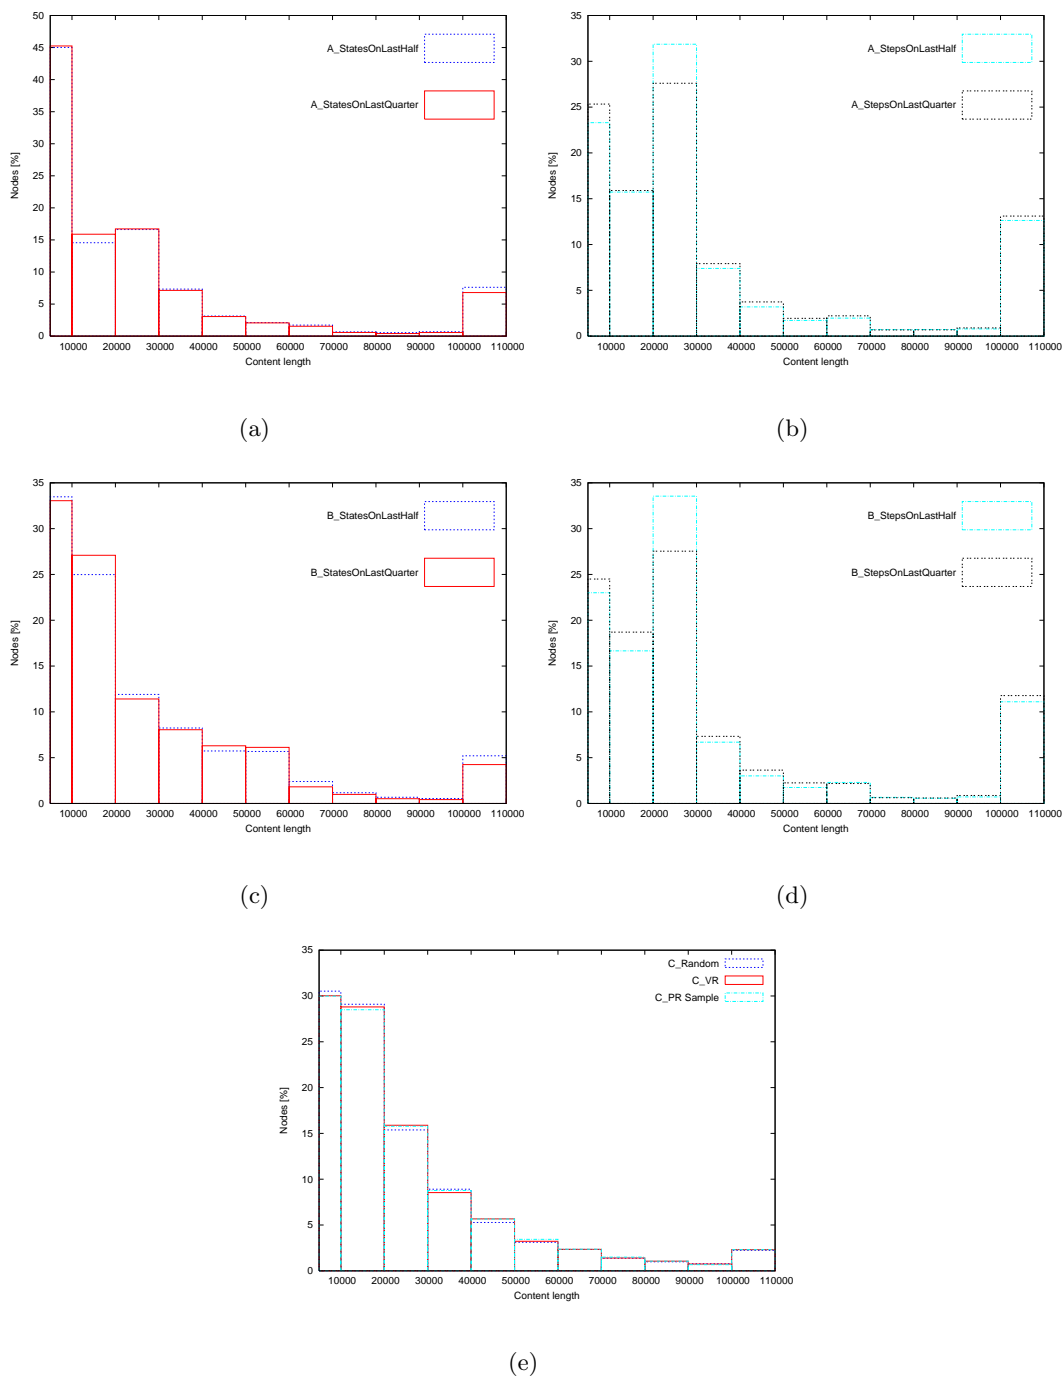 50
45
40
35
30
25
20
15
10
5
0
Nodes [%]
A_StatesOnLastHalf
A_StatesOnLastQuarter
10000 20000 30000 40000 50000 60000 70000 80000 90000 100000 110000
Content length
(a)
35
30
25
20
15
10
5
0
Nodes [%]
A_StepsOnLastHalf
A_StepsOnLastQuarter
10000 20000 30000 40000 50000 60000 70000 80000 90000 100000 110000
Content length
(b)
35
30
25
20
15
10
5
0
Nodes [%]
B_StatesOnLastHalf
B_StatesOnLastQuarter
10000 20000 30000 40000 50000 60000 70000 80000 90000 100000 110000
Content length
(c)
35
30
25
20
15
10
5
0
Nodes [%]
B_StepsOnLastHalf
B_StepsOnLastQuarter
10000 20000 30000 40000 50000 60000 70000 80000 90000 100000 110000
Content length
(d)
35
30
25
20
15
10
5
0
Nodes [%]
C_Random
C_VR
C_PR Sample
10000 20000 30000 40000 50000 60000 70000 80000 90000 100000 110000
Content length
(e)